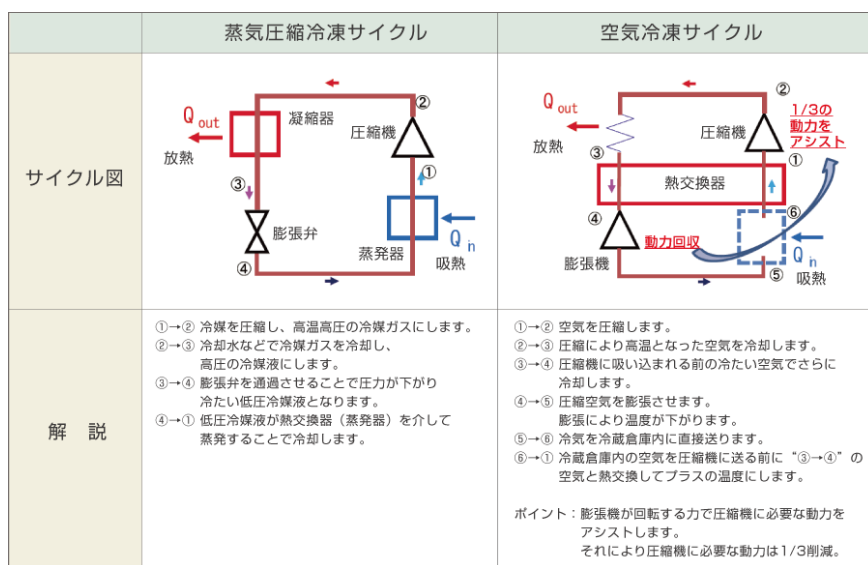 蒸気圧縮冷凍サイクル
空気冷凍サイクル
サイクル図
Q out
放熱
凝縮器
②
圧縮機
①
③
膨張弁
④
蒸発器
Q in
吸熱
Q out
放熱
②
1/3の
動力を
アシスト
圧縮機
③
①
熱交換器
④
⑥
動力回収
膨張機
Q in
⑤
吸熱
解 説
①→② 冷媒を圧縮し、高温高圧の冷媒ガスにします。
②→③ 冷却水などで冷媒ガスを冷却し、
高圧の冷媒液にします。
③→④ 膨張弁を通過させることで圧力が下がり
冷たい低圧冷媒液となります。
④→① 低圧冷媒液が熱交換器（蒸発器）を介して
蒸発することで冷却します。
①→② 空気を圧縮します。
②→③ 圧縮により高温となった空気を冷却します。
③→④ 圧縮機に吸い込まれる前の冷たい空気でさらに
冷却します。
④→⑤ 圧縮空気を膨張させます。
膨張により温度が下がります。
⑤→⑥ 冷気を冷蔵倉庫内に直接送ります。
⑥→① 冷蔵倉庫内の空気を圧縮機に送る前に“③→④”の
空気と熱交換してプラスの温度にします。
ポイント：膨張機が回転する力で圧縮機に必要な動力を
アシストします。
それにより圧縮機に必要な動力は1/3削減。